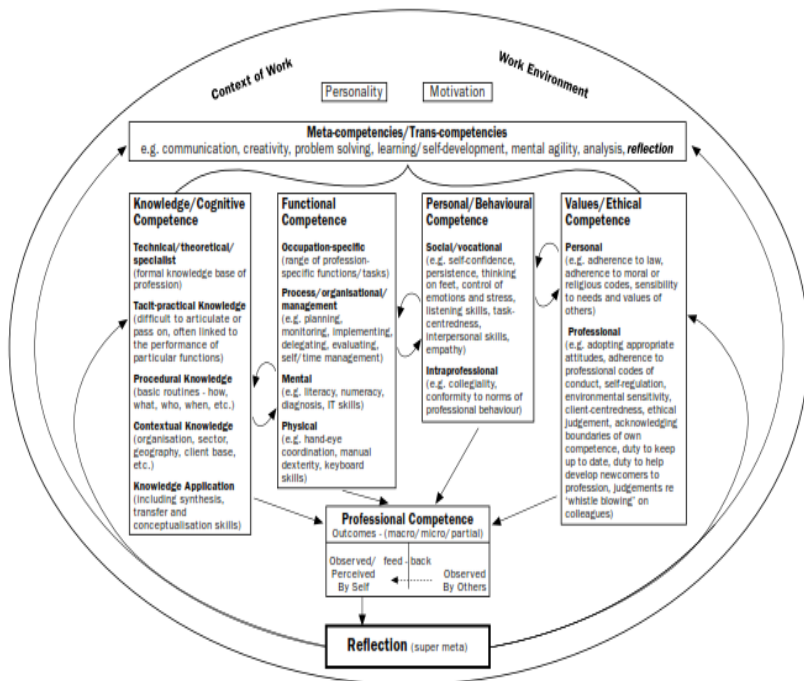 Context of Work
Work Environment
Personality
Motivation
Meta-competencies/Trans-competencies
e.g. communication, creativity, problem solving, learning/self-development, mental agility, analysis, reflection
Knowledge/Cognitive
Competence
Technical/theoretical/
specialist
(formal knowledge base of
profession)
Tacit-practical Knowledge
(difficult to articulate or
pass on, often linked to
the performance of
particular functions)
Procedural Knowledge
(basic routines - how,
what, who, when, etc.)
Contextual Knowledge
(organisation, sector,
geography, client base,
etc.)
Knowledge Application
(including synthesis,
transfer and
conceptualisation skills)
Functional
Competence
Occupation-specific
(range of profession-
specific functions/tasks)
Process/organisational/
management
(e.g. planning,
monitoring, implementing,
delegating, evaluating,
self/time management)
Mental
(e.g. literacy, numeracy,
diagnosis, IT skills)
Physical
(e.g. hand-eye
coordination, manual
dexterity, keyboard
skills)
Personal/Behavioural
Competence
Social/vocational
(e.g. self-confidence,
persistence, thinking
on feet, control of
emotions and stress,
listening skills, task-
centredness,
interpersonal skills,
empathy)
Intraprofessional
(e.g. collegiality,
conformity to norms of
professional behaviour)
Values/Ethical
Competence
Personal
(e.g. adherence to law,
adherence to moral or
religious codes, sensibility
to needs and values of
others)
Professional
(e.g. adopting appropriate
attitudes, adherence to
professional codes of
conduct, self-regulation,
environmental sensitivity,
client-centredness, ethical
judgement, acknowledging
boundaries of own
competence, duty to keep
up to date, duty to help
develop newcomers to
profession, judgements re
'whistle blowing" on
colleagues)
Professional Competence
Outcomes - (macro/micro/partial)
Observed/ feed - back
Perceived
By Self
Observed
By Others
Reflection (super meta)